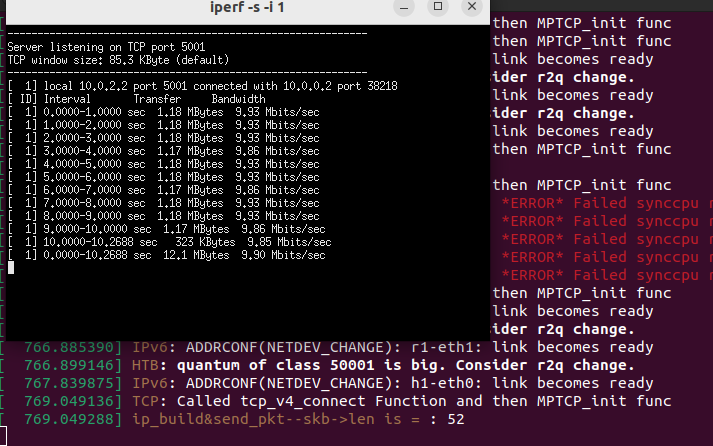 iperf -s -i 1
------------------------------------------------------------
Server listening on TCP port 5001
TCP window size: 85.3 KByte (default)
------------------------------------------------------------
[  1] local 10.0.2.2 port 5001 connected with 10.0.0.2 port 38218
[ ID] Interval       Transfer     Bandwidth
[  1] 0.0000-1.0000 sec  1.18 MBytes  9.93 Mbits/sec
[  1] 1.0000-2.0000 sec  1.18 MBytes  9.93 Mbits/sec
[  1] 2.0000-3.0000 sec  1.18 MBytes  9.93 Mbits/sec
[  1] 3.0000-4.0000 sec  1.17 MBytes  9.86 Mbits/sec
[  1] 4.0000-5.0000 sec  1.18 MBytes  9.93 Mbits/sec
[  1] 5.0000-6.0000 sec  1.18 MBytes  9.93 Mbits/sec
[  1] 6.0000-7.0000 sec  1.17 MBytes  9.86 Mbits/sec
[  1] 7.0000-8.0000 sec  1.18 MBytes  9.93 Mbits/sec
[  1] 8.0000-9.0000 sec  1.18 MBytes  9.93 Mbits/sec
[  1] 9.0000-10.0000 sec  1.17 MBytes  9.86 Mbits/sec
[  1] 10.0000-10.2688 sec   323 KBytes  9.85 Mbits/sec
[  1] 0.0000-10.2688 sec  12.1 MBytes  9.90 Mbits/sec
then MPTCP_init func
then MPTCP_init func
link becomes ready
sider r2q change.
link becomes ready
sider r2q change.
link becomes ready
then MPTCP_init func
then MPTCP_init func
*ERROR* Failed synccpu
*ERROR* Failed synccpu
*ERROR* Failed synccpu
*ERROR* Failed synccpu
*ERROR* Failed synccpu
then MPTCP_init func
link becomes ready
sider r2q change.
[  766.885390] IPv6: ADDRCONF(NETDEV_CHANGE): r1-eth1: link becomes ready
[  766.899146] HTB: quantum of class 50001 is big. Consider r2q change.
[  767.839875] IPv6: ADDRCONF(NETDEV_CHANGE): h1-eth0: link becomes ready
[  769.049136] TCP: Called tcp_v4_connect Function and then MPTCP_init func
[  769.049288] ip_build&send_pkt--skb->len is = : 52